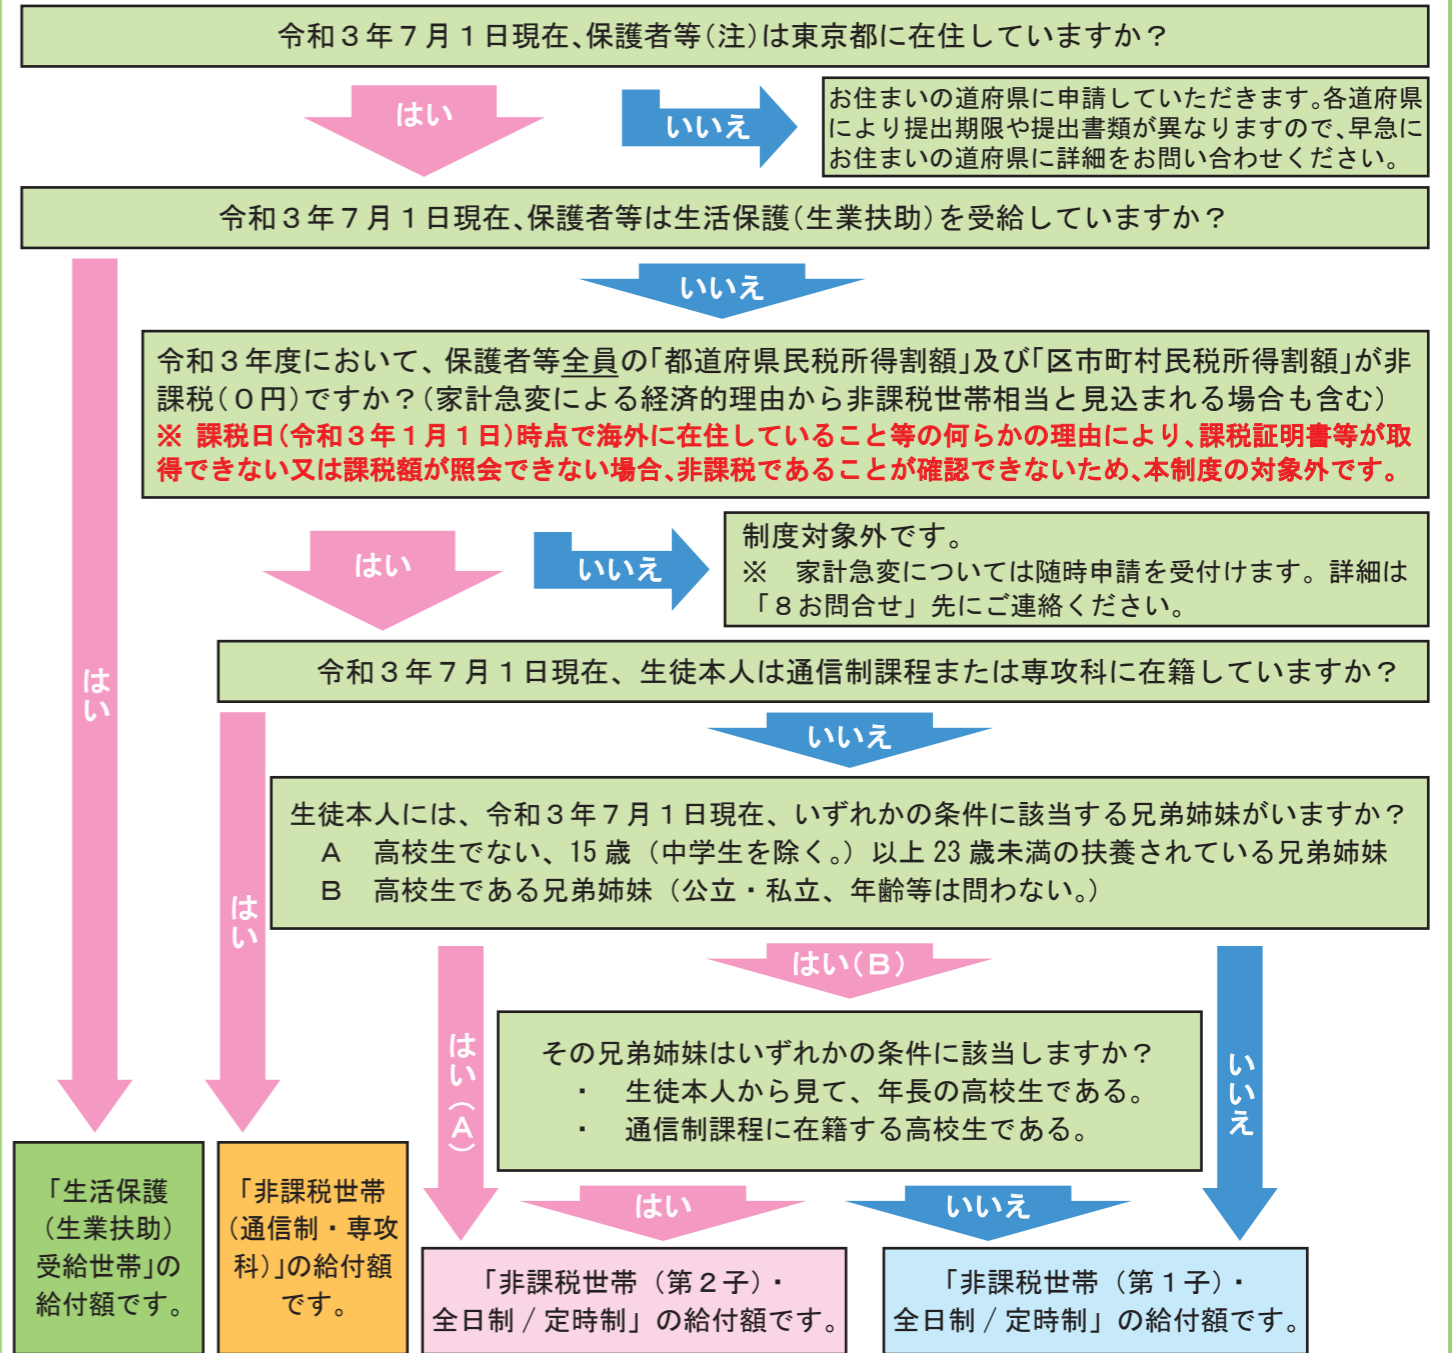 令和３年７月１日現在、保護者等(注)は東京都に在住していますか？
はい
いいえ
お住まいの道府県に申請していただきます。各道府県
により提出期限や提出書類が異なりますので、早急に
お住まいの道府県に詳細をお問い合わせください。
令和３年７月１日現在、保護者等は生活保護(生業扶助)を受給していますか？
はい
いいえ
令和３年度において、保護者等全員の「都道府県民税所得割額」及び「区市町村民税所得割額」が非
課税(０円)ですか？(家計急変による経済的理由から非課税世帯相当と見込まれる場合も含む)
※ 課税日(令和３年１月１日)時点で海外に在住していること等の何らかの理由により、課税証明書等が取
得できない又は課税額が照会できない場合、非課税であることが確認できないため、本制度の対象外です。
はい
いいえ
制度対象外です。
※　家計急変については随時申請を受付けます。詳細は
「８お問合せ」先にご連絡ください。
令和３年７月１日現在、生徒本人は通信制課程または専攻科に在籍していますか？
はい
いいえ
生徒本人には、令和３年７月１日現在、いずれかの条件に該当する兄弟姉妹がいますか？
Ａ　高校生でない、15 歳（中学生を除く。）以上 23 歳未満の扶養されている兄弟姉妹
Ｂ　高校生である兄弟姉妹（公立・私立、年齢等は問わない。）
はい（Ａ）
はい(Ｂ)
いいえ
その兄弟姉妹はいずれかの条件に該当しますか？
・　生徒本人から見て、年長の高校生である。
・　通信制課程に在籍する高校生である。
はい
いいえ
「生活保護
(生業扶助)
受給世帯」の
給付額です。
「非課税世帯
(通信制・専攻
科)」の給付額
です。
「非課税世帯（第２子）・
全日制 / 定時制」の給付額です。
「非課税世帯（第１子）・
全日制 / 定時制」の給付額です。